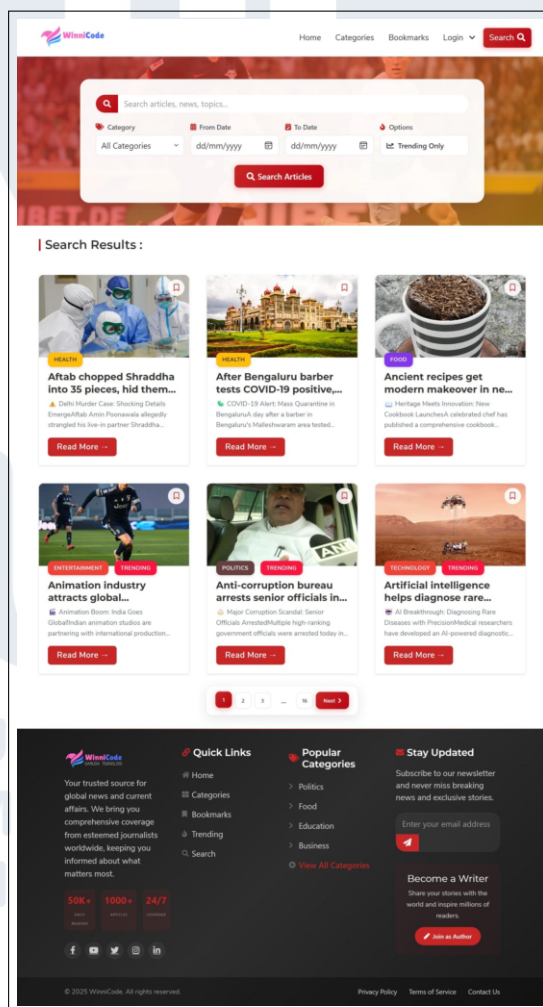 WinniCode
Home Categories Bookmarks Login Search
Search articles, news, topics...
Category From Date To Date Options
All Categories dd/mm/yyyy dd/mm/yyyy Trending Only
Search Articles
IBET.DE
Search Results :
HEALTH
Aftab chopped Shraddha
into 35 pieces, hid them...
Delhi Murder Case: Shocking Details
EmergeAftab Amin Poonawala allegedly
strangled his live-in partner Shraddha...
Read More →
HEALTH
After Bengaluru barber
tests COVID-19 positive,...
COVID-19 Alert: Mass Quarantine in
BengaluruA day after a barber in
Bengaluru's Malleshwaram area tested...
Read More →
FOOD
Ancient recipes get
modern makeover in ne...
Heritage Meets Innovation: New
Cookbook LaunchesA celebrated chef has
published a comprehensive cookbook...
Read More →
ENTERTAINMENT TRENDING
Animation industry
attracts global...
Animation Boom: India Goes
GlobalIndian animation studios are
partnering with international production...
Read More →
ANI
POLITICS TRENDING
Anti-corruption bureau
arrests senior officials in...
Major Corruption Scandal: Senior
Officials ArrestedMultiple high-ranking
government officials were arrested today in...
Read More →
TECHNOLOGY TRENDING
Artificial intelligence
helps diagnose rare...
AI Breakthrough: Diagnosing Rare
Diseases with PrecisionMedical researchers
have developed an AI-powered diagnostic...
Read More →
1 2 3 ... 16 Next
WinniCode
Your trusted source for
global news and current
affairs. We bring you
comprehensive coverage
from esteemed journalists
worldwide, keeping you
informed about what
matters most.
50K+ 1000+ 24/7
Quick Links
Home
Categories
Bookmarks
Trending
Search
Popular
Categories
Politics
Food
Education
Business
View All Categories
Stay Updated
Subscribe to our newsletter
and never miss breaking
news and exclusive stories.
Enter your email address
Become a Writer
Share your stories with the
world and inspire millions of
readers.
Join as Author
© 2025 WinniCode. All rights reserved.
Privacy Policy Terms of Service Contact Us